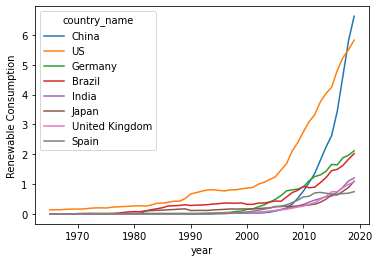 country_name
China
US
Germany
Brazil
India
Japan
United Kingdom
Spain
Renewable Consumption
6
5
4
3
2
1
0
1970
1980
1990
2000
2010
2020
year